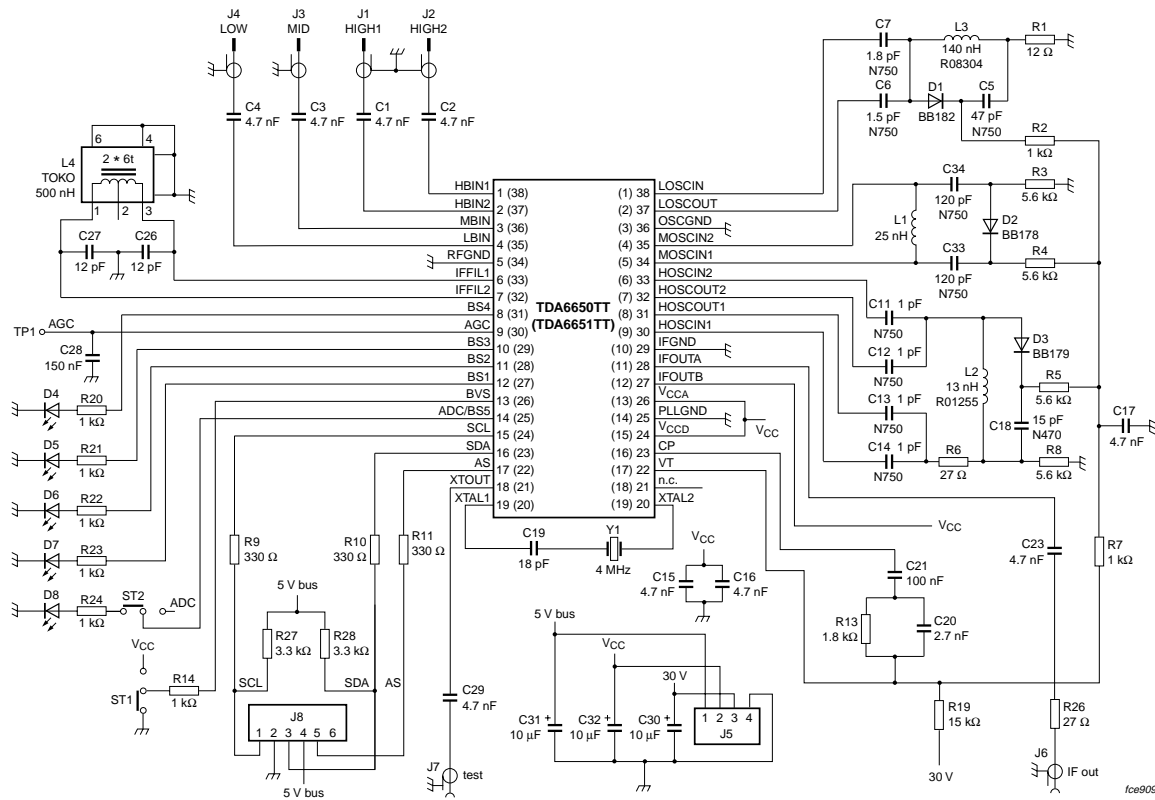 J4
LOW
J3
MID
J1
HIGH1
J2
HIGH2
C7
1.8 pF
N750
L3
140 nH
R08304
R1
12 Ω
C6
1.5 pF
N750
D1
BB182
C5
47 pF
N750
R2
1 kΩ
C4
4.7 nF
C3
4.7 nF
C1
4.7 nF
C2
4.7 nF
6
4
L4
TOKO
500 nH
2 * 6t
1
2
3
C27
12 pF
C26
12 pF
C34
120 pF
N750
R3
5.6 kΩ
L1
25 nH
D2
BB178
C33
120 pF
N750
R4
5.6 kΩ
TDA6650TT
(TDA6651TT)
HBIN1 1 (38)
HBIN2 2 (37)
MBIN 3 (36)
LBIN 4 (35)
RFGND 5 (34)
IFFIL1 6 (33)
IFFIL2 7 (32)
BS4 8 (31)
AGC 9 (30)
BS3 10 (29)
BS2 11 (28)
BS1 12 (27)
BVS 13 (26)
ADC/BS5 14 (25)
SCL 15 (24)
SDA 16 (23)
AS 17 (22)
XTOUT 18 (21)
XTAL1 19 (20)
(1) 38 LOSCIN
(2) 37 LOSCOUT
(3) 36 OSCGND
(4) 35 MOSCIN2
(5) 34 MOSCIN1
(6) 33 HOSCIN2
(7) 32 HOSCOUT2
(8) 31 HOSCOUT1
(9) 30 HOSCIN1
(10) 29 IFGND
(11) 28 IFOUTA
(12) 27 IFOUTB
(13) 26 VCCA
(14) 25 PLLGND
(15) 24 VCCD
(16) 23 CP
(17) 22 VT
(18) 21 n.c.
(19) 20 XTAL2
VCC
TP1 AGC
C28
150 nF
C11 1 pF
N750
C12 1 pF
N750
C13 1 pF
N750
C14 1 pF
N750
D3
BB179
L2
13 nH
R01255
R5
5.6 kΩ
C18
15 pF
N470
R6
27 Ω
R8
5.6 kΩ
C17
4.7 nF
D4
R20
1 kΩ
D5
R21
1 kΩ
D6
R22
1 kΩ
D7
R23
1 kΩ
D8
R24
1 kΩ
ST2
ADC
VCC
ST1
R14
1 kΩ
R9
330 Ω
R10
330 Ω
R11
330 Ω
5 V bus
R27
3.3 kΩ
R28
3.3 kΩ
SCL
SDA
AS
J8
1 2 3 4 5 6
5 V bus
C19
18 pF
Y1
4 MHz
C29
4.7 nF
J7
test
VCC
C15
4.7 nF
C16
4.7 nF
5 V bus
VCC
30 V
C31
10 μF
+
C32
10 μF
+
C30
10 μF
+
1 2 3 4
J5
VCC
C21
100 nF
R13
1.8 kΩ
C20
2.7 nF
C23
4.7 nF
R7
1 kΩ
R19
15 kΩ
30 V
R26
27 Ω
J6
IF out
fce909